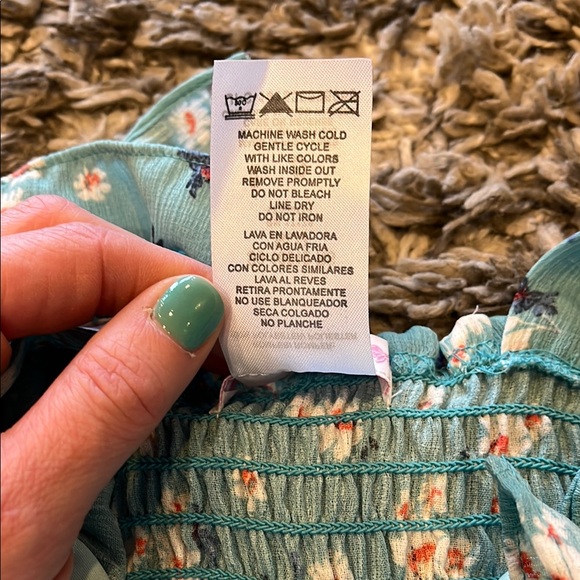 MACHINE WASH COLD
GENTLE CYCLE
WITH LIKE COLORS
WASH INSIDE OUT
REMOVE PROMPTLY
DO NOT BLEACH
LINE DRY
DO NOT IRON
LAVA EN LAVADORA
CON AGUA FRIA
CICLO DELICADO
CON COLORES SIMILARES
LAVA AL REVES
RETIRA PRONTAMENTE
NO USE BLANQUEADOR
SECA COLGADO
NO PLANCHE